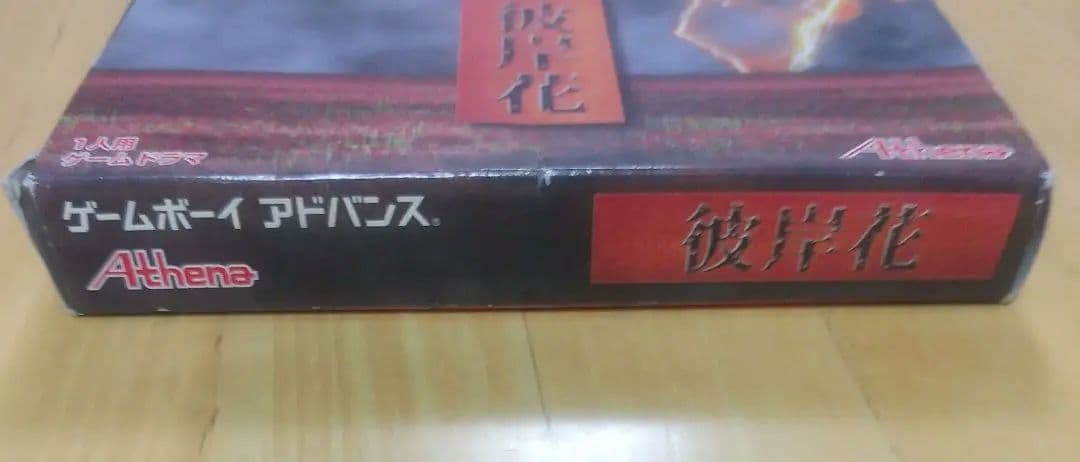 彼岸花
1人用
ゲームドラマ
Athena
ゲームボーイ アドバンス®
Athena
彼岸花